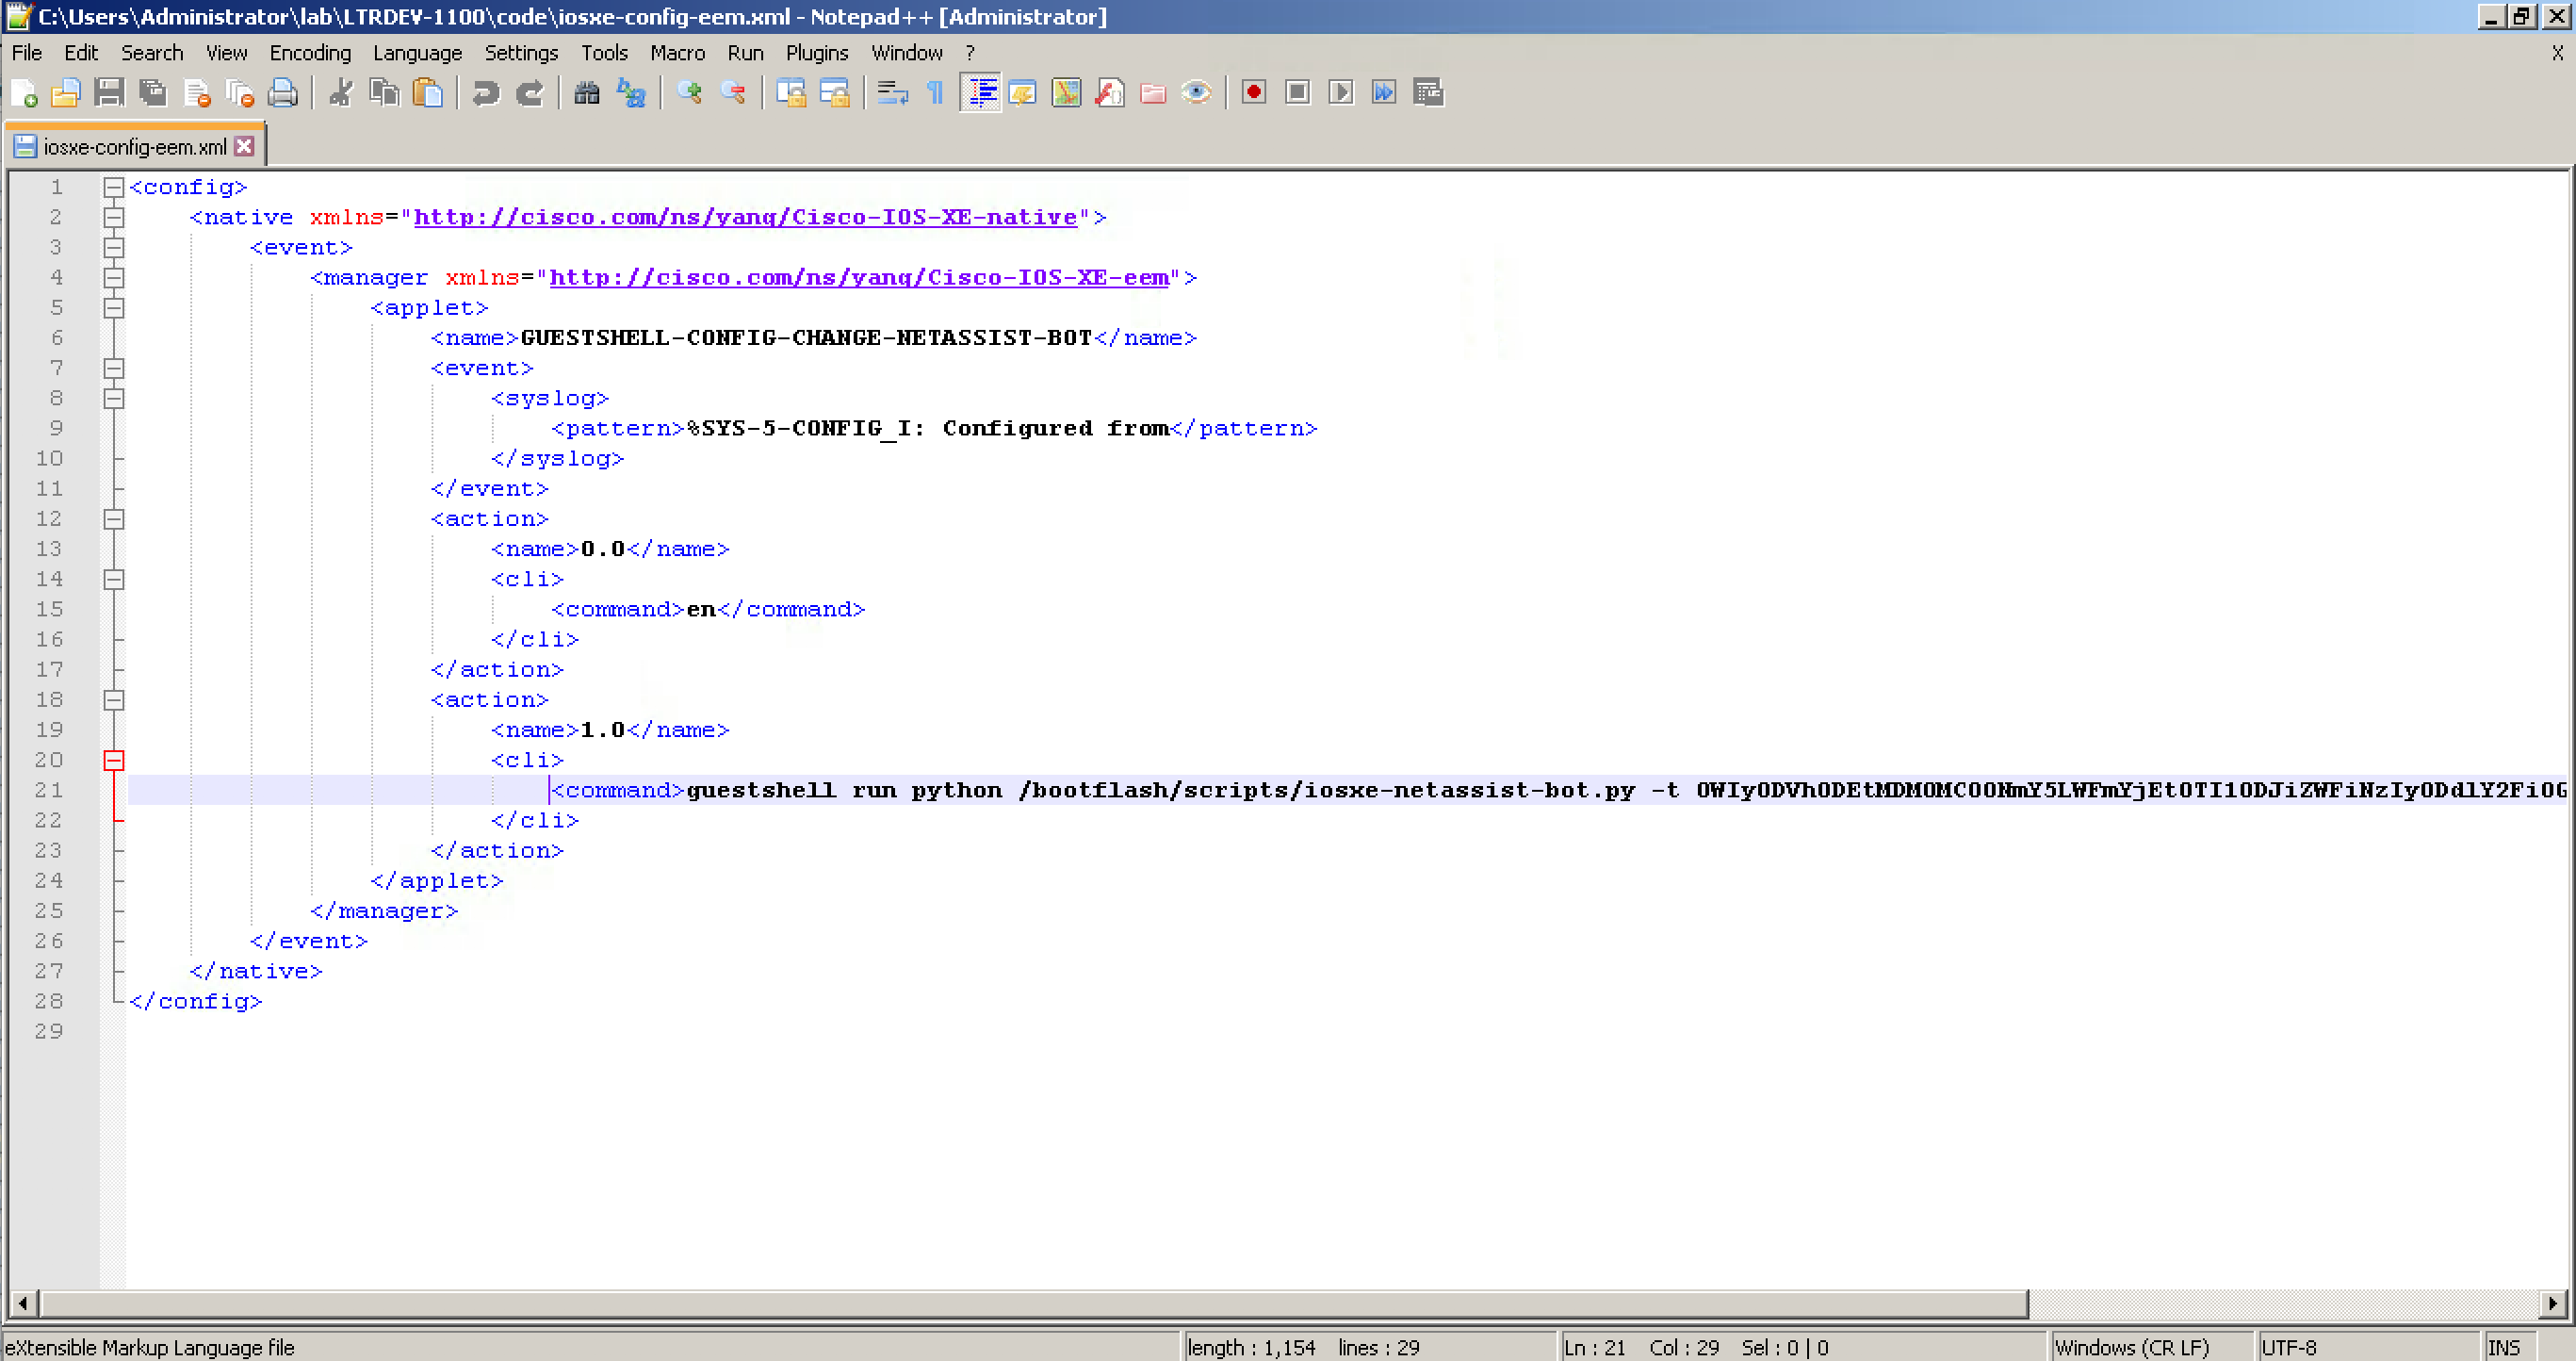 C:\Users\Administrator\lab\LTRDEV-1100\code\iosxe-config-eem.xml - Notepad++ [Administrator]
File Edit Search View Encoding Language Settings Tools Macro Run Plugins Window ? X
iosxe-config-eem.xml
1 <config>
2 <native xmlns="http://cisco.com/ns/yang/Cisco-IOS-XE-native">
3 <event>
4 <manager xmlns="http://cisco.com/ns/yang/Cisco-IOS-XE-eem">
5 <applet>
6 <name>GUESTSHELL-CONFIG-CHANGE-NETASSIST-BOT</name>
7 <event>
8 <syslog>
9 <pattern>%SYS-5-CONFIG_I: Configured from</pattern>
10 </syslog>
11 </event>
12 <action>
13 <name>0.0</name>
14 <cli>
15 <command>en</command>
16 </cli>
17 </action>
18 <action>
19 <name>1.0</name>
20 <cli>
21 <command>guestshell run python /bootflash/scripts/iosxe-netassist-bot.py -t
22 </cli>
23 </action>
24 </applet>
25 </manager>
26 </event>
27 </native>
28 </config>
29
eXtensible Markup Language file length : 1,154 lines : 29 Ln : 21 Col : 29 Sel : 0 | 0 Windows (CR LF) UTF-8 INS